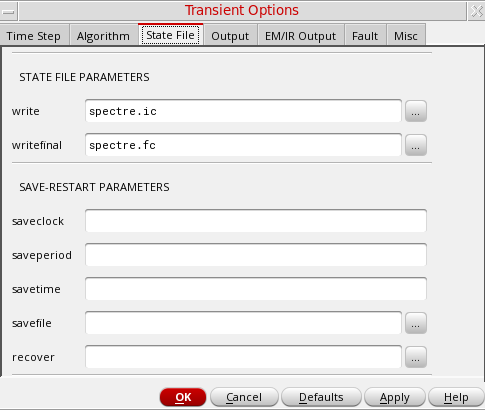 Transient Options
Time Step Algorithm State File Output EM/IR Output Fault Misc
STATE FILE PARAMETERS
write spectre.ic ...
writefinal spectre.fc ...
SAVE-RESTART PARAMETERS
saveclock
saveperiod
savetime
savefile ...
recover ...
OK Cancel Defaults Apply Help